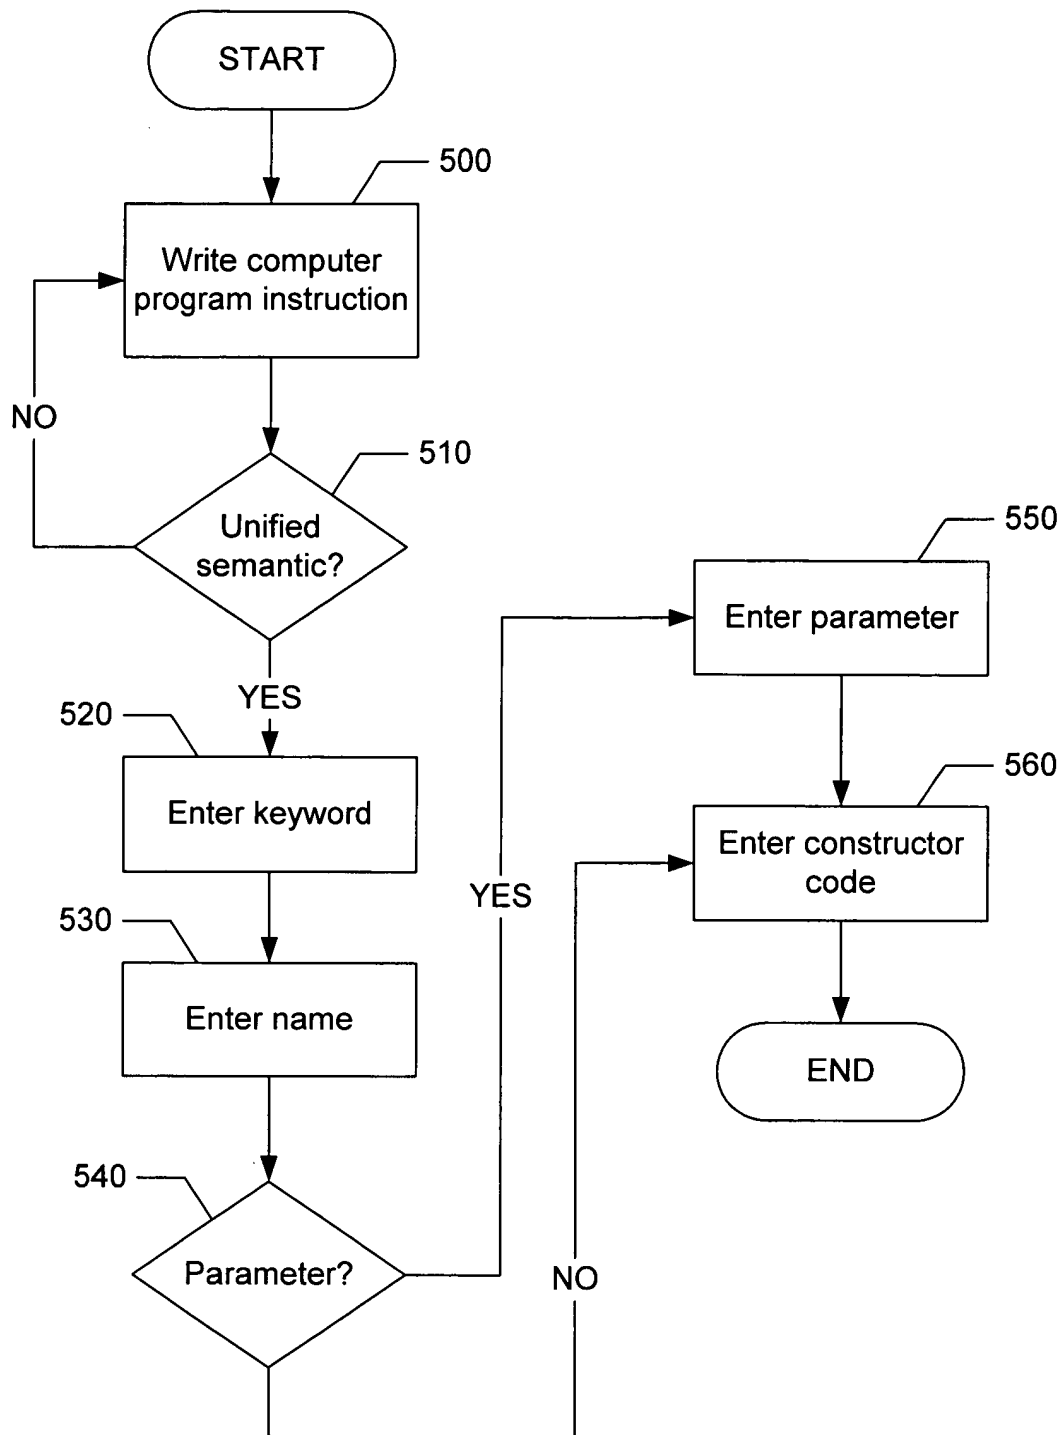 START
500
Write computer
program instruction
NO
510
Unified
semantic?
YES
520
Enter keyword
530
Enter name
540
Parameter?
YES
NO
550
Enter parameter
560
Enter constructor
code
END